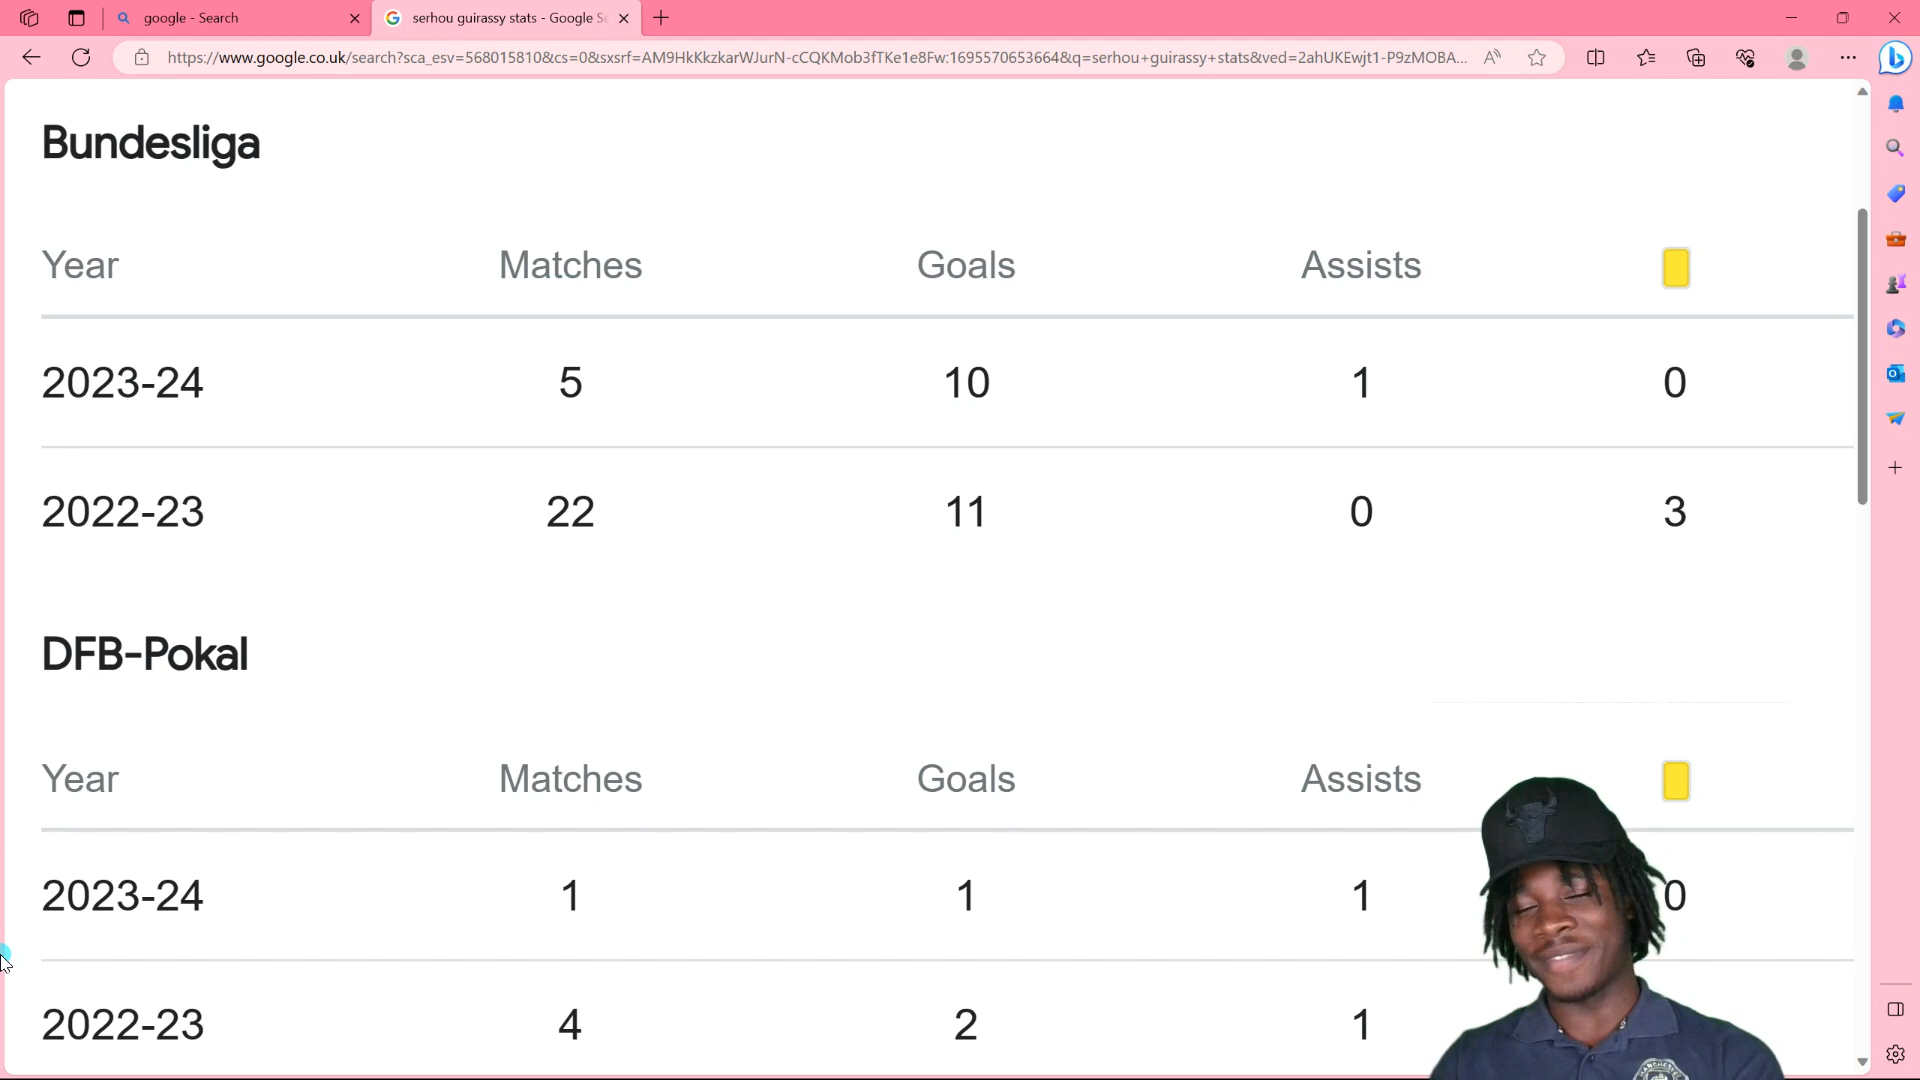 google - Search
serhou guirassy stats - Google S
https://www.google.co.uk/search?sca_esv=568015810&cs=0&sxsrf=AM9HkKkzkarWJurN-cCQKMob3fTKe1e8Fw:1695570653664&q=serhou+guirassy+stats&ved=2ahUKEwjt1-P9zMOBA...
Bundesliga
Year Matches Goals Assists
2023-24 5 10 1 0
2022-23 22 11 0 3
DFB-Pokal
Year Matches Goals Assists
2023-24 1 1 1 0
2022-23 4 2 1